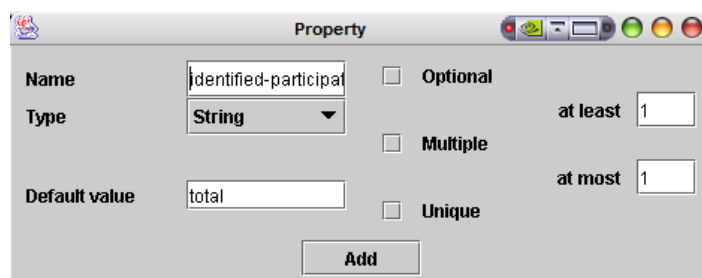 Property
Name identified-participat Optional
Type String at least 1
Multiple
at most 1
Default value total
Unique
Add